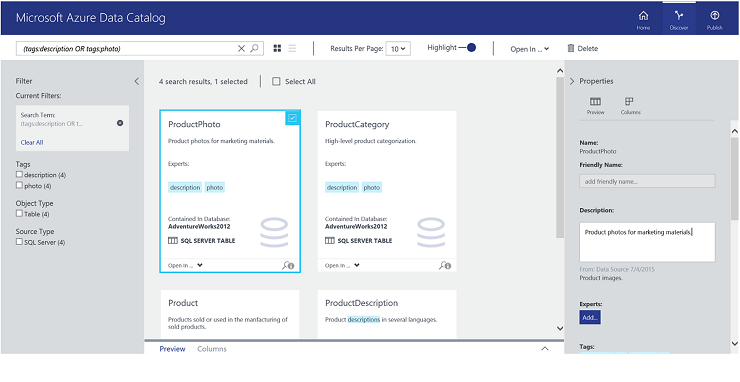 Microsoft Azure Data Catalog
Home
Discover
Publish
(tags:description OR tags:photo)
Results Per Page: 10
Highlight
Open In ...
Delete
Filter
Current Filters:
Search Term:
(tags:description OR t...
Clear All
Tags
description (4)
photo (4)
Object Type
Table (4)
Source Type
SQL Server (4)
4 search results, 1 selected
Select All
ProductPhoto
Product photos for marketing materials.
Experts:
description photo
Contained In Database:
AdventureWorks2012
SQL SERVER TABLE
Open In ...
ProductCategory
High-level product categorization.
Experts:
description photo
Contained In Database:
AdventureWorks2012
SQL SERVER TABLE
Open In ...
Product
Products sold or used in the manfacturing of
sold products.
ProductDescription
Product descriptions in several languages.
Preview Columns
Properties
Preview
Columns
Name:
ProductPhoto
Friendly Name:
add friendly name...
Description:
Product photos for marketing materials.
From: Data Source 7/4/2015
Product images.
Experts:
Add...
Tags: